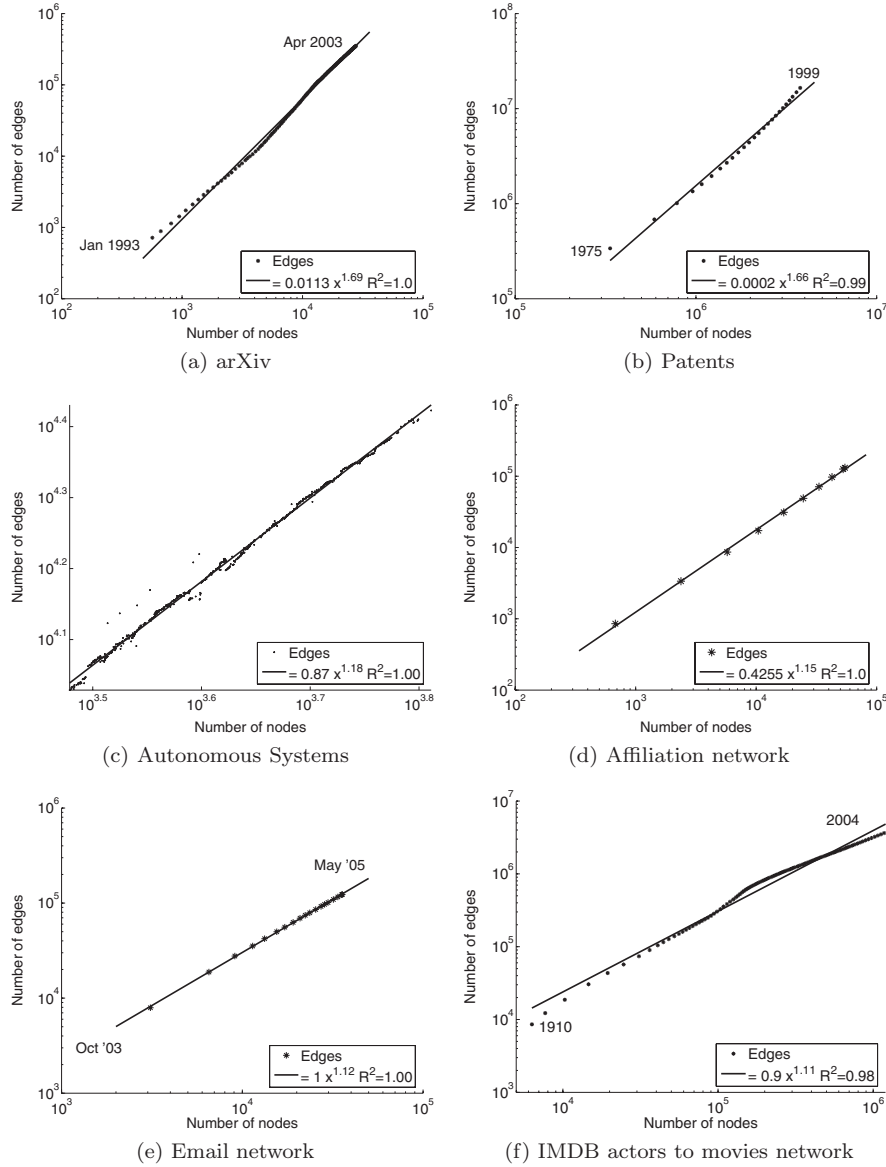 10^6
10^5
10^4
10^3
10^2
Number of edges
Apr 2003
Jan 1993
Edges
= 0.0113 x^1.69 R^2=1.0
10^2 10^3 10^4 10^5
Number of nodes
(a) arXiv
10^8
10^7
10^6
10^5
Number of edges
1999
1975
Edges
= 0.0002 x^1.66 R^2=0.99
10^5 10^6 10^7
Number of nodes
(b) Patents
10^4.4
10^4.3
10^4.2
10^4.1
Number of edges
Edges
= 0.87 x^1.18 R^2=1.00
10^3.5 10^3.6 10^3.7 10^3.8
Number of nodes
(c) Autonomous Systems
10^6
10^5
10^4
10^3
10^2
Number of edges
Edges
= 0.4255 x^1.15 R^2=1.0
10^2 10^3 10^4 10^5
Number of nodes
(d) Affiliation network
10^6
10^5
10^4
10^3
Number of edges
May '05
Oct '03
Edges
= 1 x^1.12 R^2=1.00
10^3 10^4 10^5
Number of nodes
(e) Email network
10^7
10^6
10^5
10^4
10^3
Number of edges
2004
1910
Edges
= 0.9 x^1.11 R^2=0.98
10^4 10^5 10^6
Number of nodes
(f) IMDB actors to movies network